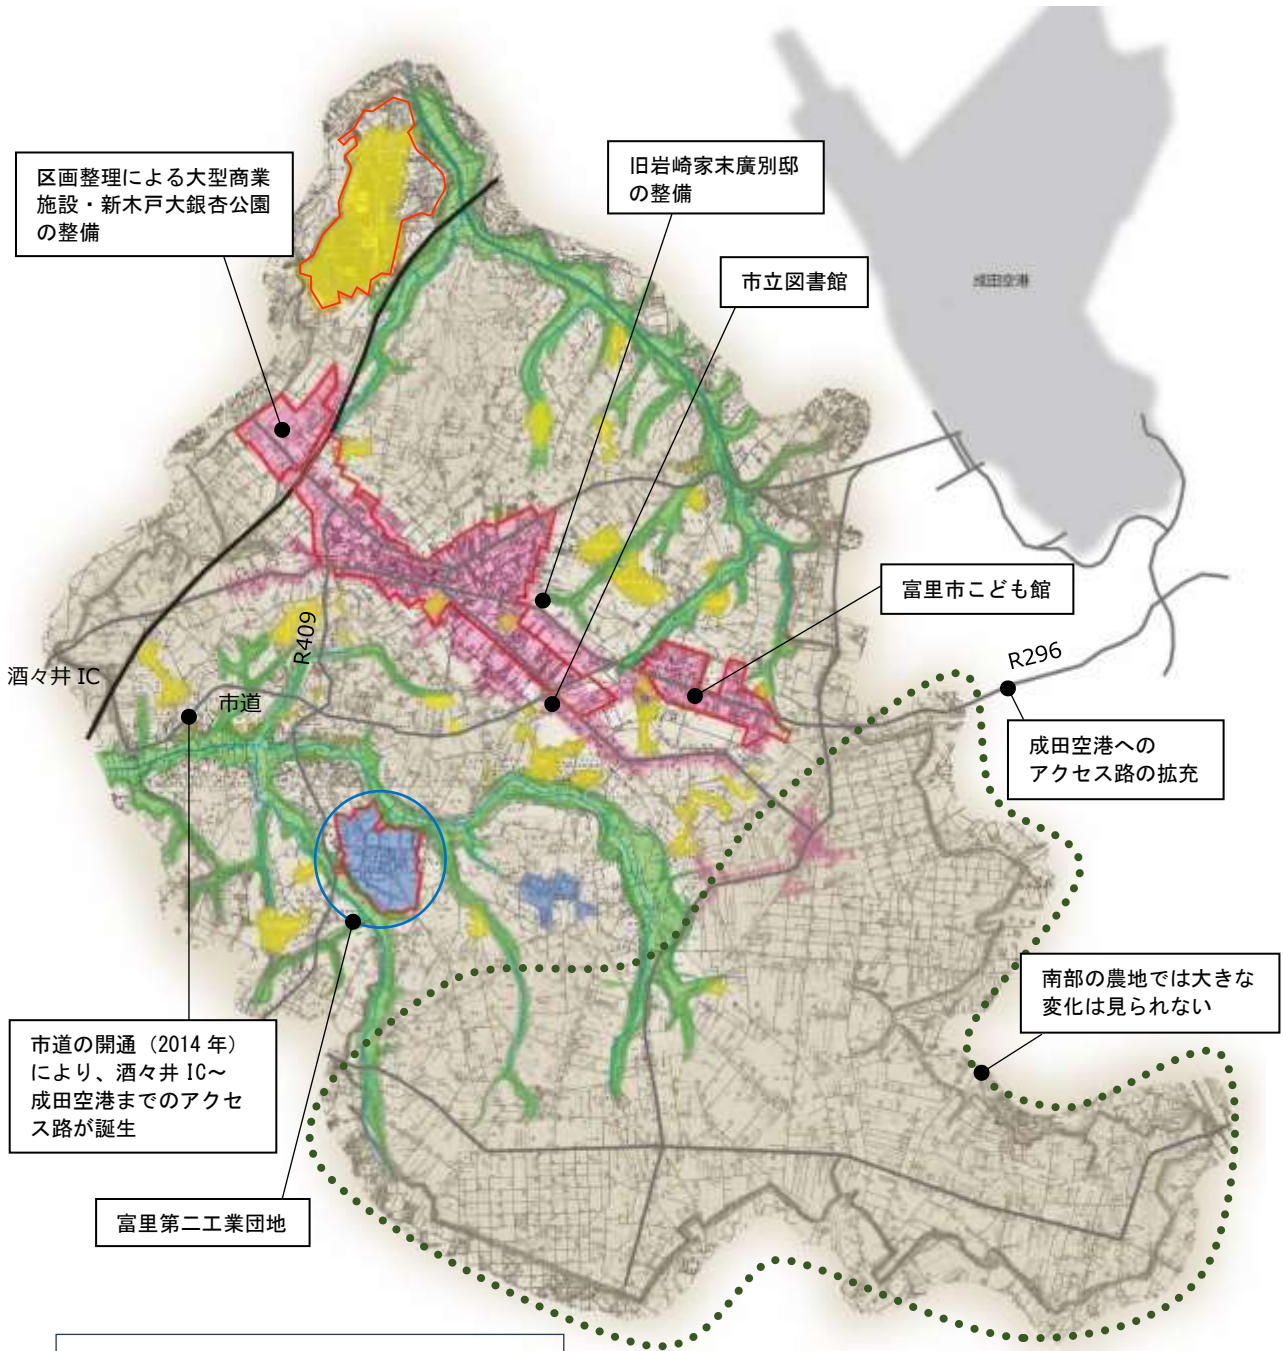 区画整理による大型商業
施設・新木戸大銀杏公園
の整備
旧岩崎家末廣別邸
の整備
市立図書館
成田空港
富里市こども館
R409
R296
酒々井 IC
市道
成田空港への
アクセス路の拡充
南部の農地では大きな
変化は見られない
市道の開通（2014 年）
により、酒々井 IC～
成田空港までのアクセ
ス路が誕生
富里第二工業団地